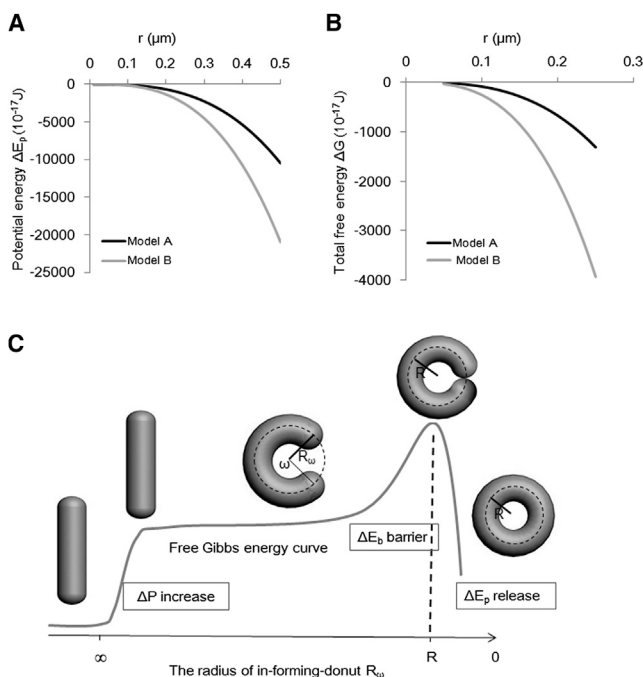 A
r (μm)
0 0.1 0.2 0.3 0.4 0.5
Potential energy ΔEp (10⁻¹⁷J)
0
-5000
-10000
-15000
-20000
-25000
Model A
Model B
B
r (μm)
0 0.1 0.2 0.3
Total free energy ΔG (10⁻¹⁷J)
0
-1000
-2000
-3000
-4000
Model A
Model B
C
R
ω
Rω
R
Free Gibbs energy curve
ΔEb barrier
ΔP increase
ΔEp release
∞
R
0
The radius of in-forming-donut Rω